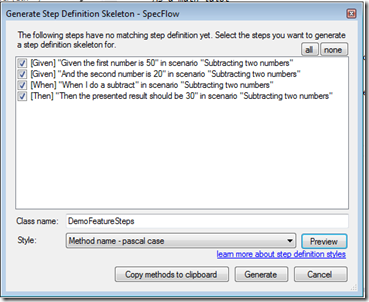 Generate Step Definition Skeleton - SpecFlow
The following steps have no matching step definition yet. Select the steps you want to generate
a step definition skeleton for.
all none
[Given] "Given the first number is 50" in scenario "Subtracting two numbers"
[Given] "And the second number is 20" in scenario "Subtracting two numbers"
[When] "When I do a subtract" in scenario "Subtracting two numbers"
[Then] "Then the presented result should be 30" in scenario "Subtracting two numbers"
Class name: DemoFeatureSteps
Style: Method name - pascal case Preview
learn more about step definition styles
Copy methods to clipboard Generate Cancel